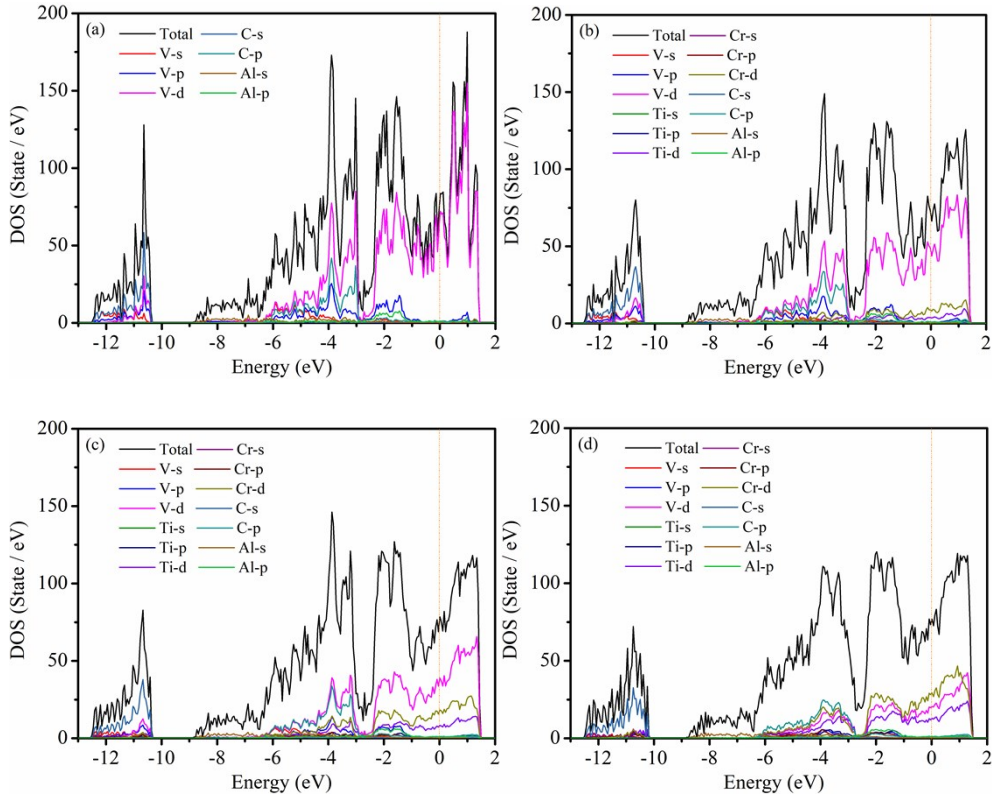 (a)
Total C-s
V-s C-p
V-p Al-s
V-d Al-p
200
150
100
50
0
DOS (State / eV)
-12 -10 -8 -6 -4 -2 0 2
Energy (eV)
(b)
Total Cr-s
V-s Cr-p
V-p Cr-d
V-d C-s
Ti-s C-p
Ti-p Al-s
Ti-d Al-p
200
150
100
50
0
DOS (State / eV)
-12 -10 -8 -6 -4 -2 0 2
Energy (eV)
(c)
Total Cr-s
V-s Cr-p
V-p Cr-d
V-d C-s
Ti-s C-p
Ti-p Al-s
Ti-d Al-p
200
150
100
50
0
DOS (State / eV)
-12 -10 -8 -6 -4 -2 0 2
Energy (eV)
(d)
Total Cr-s
V-s Cr-p
V-p Cr-d
V-d C-s
Ti-s C-p
Ti-p Al-s
Ti-d Al-p
200
150
100
50
0
DOS (State / eV)
-12 -10 -8 -6 -4 -2 0 2
Energy (eV)